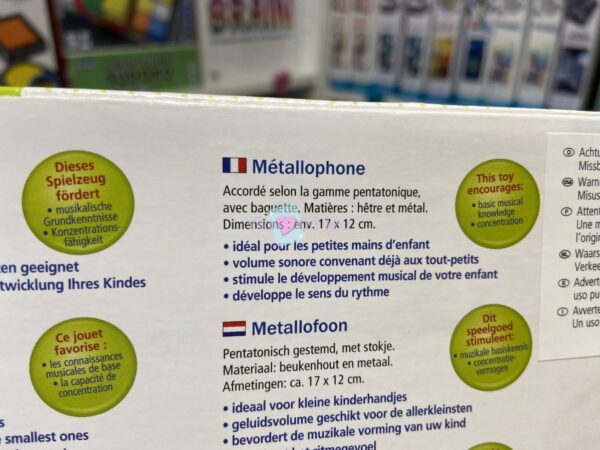 BRAIN
Dieses
Spielzeug
fördert
• musikalische
Grundkenntnisse
• Konzentrations-
fähigkeit
geeignet
Ihres Kindes
Ce jouet
favorise :
• les connaissances
musicales de base
• la capacité de
concentration
smallest ones
Métallophone
Accordé selon la gamme pentatonique,
avec baguette. Matières : hêtre et métal.
Dimensions : env. 17 x 12 cm.
• idéal pour les petites mains d'enfant
• volume sonore convenant déjà aux tout-petits
• stimule le développement musical de votre enfant
• développe le sens du rythme
Metallofoon
Pentatonisch gestemd, met stokje.
Materiaal: beukenhout en metaal.
Afmetingen: ca. 17 x 12 cm.
• ideaal voor kleine kinderhandjes
• geluidsvolume geschikt voor de allerkleinsten
• bevordert de muzikale vorming van uw kind
het ritmegevoel
This toy
encourages:
• basic musical
knowledge
• concentration
Dit
speelgoed
stimuleert:
• muzikale basiskennis
• concentratie-
vermogen
D Achtu
Missb
Warn
Misus
F Attent
Une m
l'origi
NL Waars
Verkee
E Advert
uso pu
I Avverte
Un uso